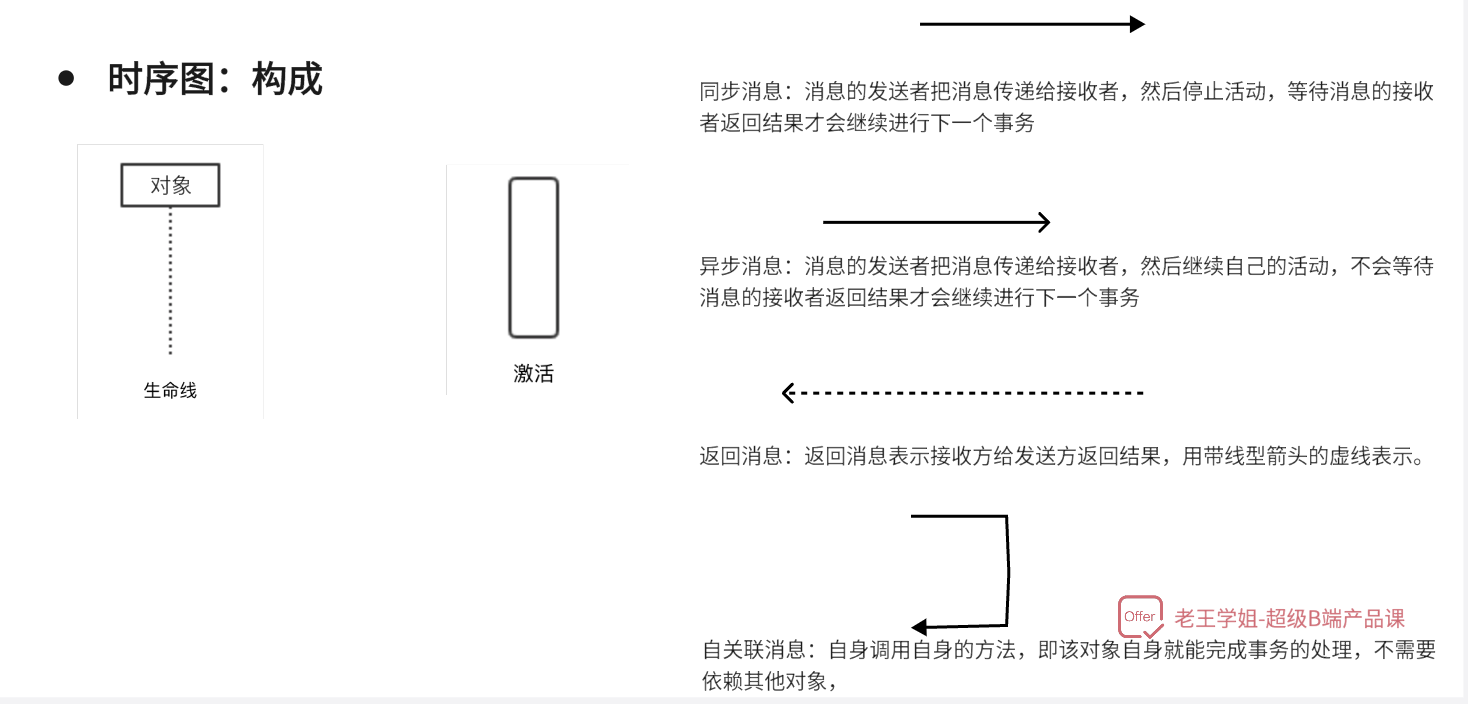 时序图：构成
对象
生命线
激活
同步消息：消息的发送者把消息传递给接收者，然后停止活动，等待消息的接收
者返回结果才会继续进行下一个事务
异步消息：消息的发送者把消息传递给接收者，然后继续自己的活动，不会等待
消息的接收者返回结果才会继续进行下一个事务
返回消息：返回消息表示接收方给发送方返回结果，用带线型箭头的虚线表示。
Offer 老王学姐-超级B端产品课
自关联消息：自身调用自身的方法，即该对象自身就能完成事务的处理，不需要
依赖其他对象，